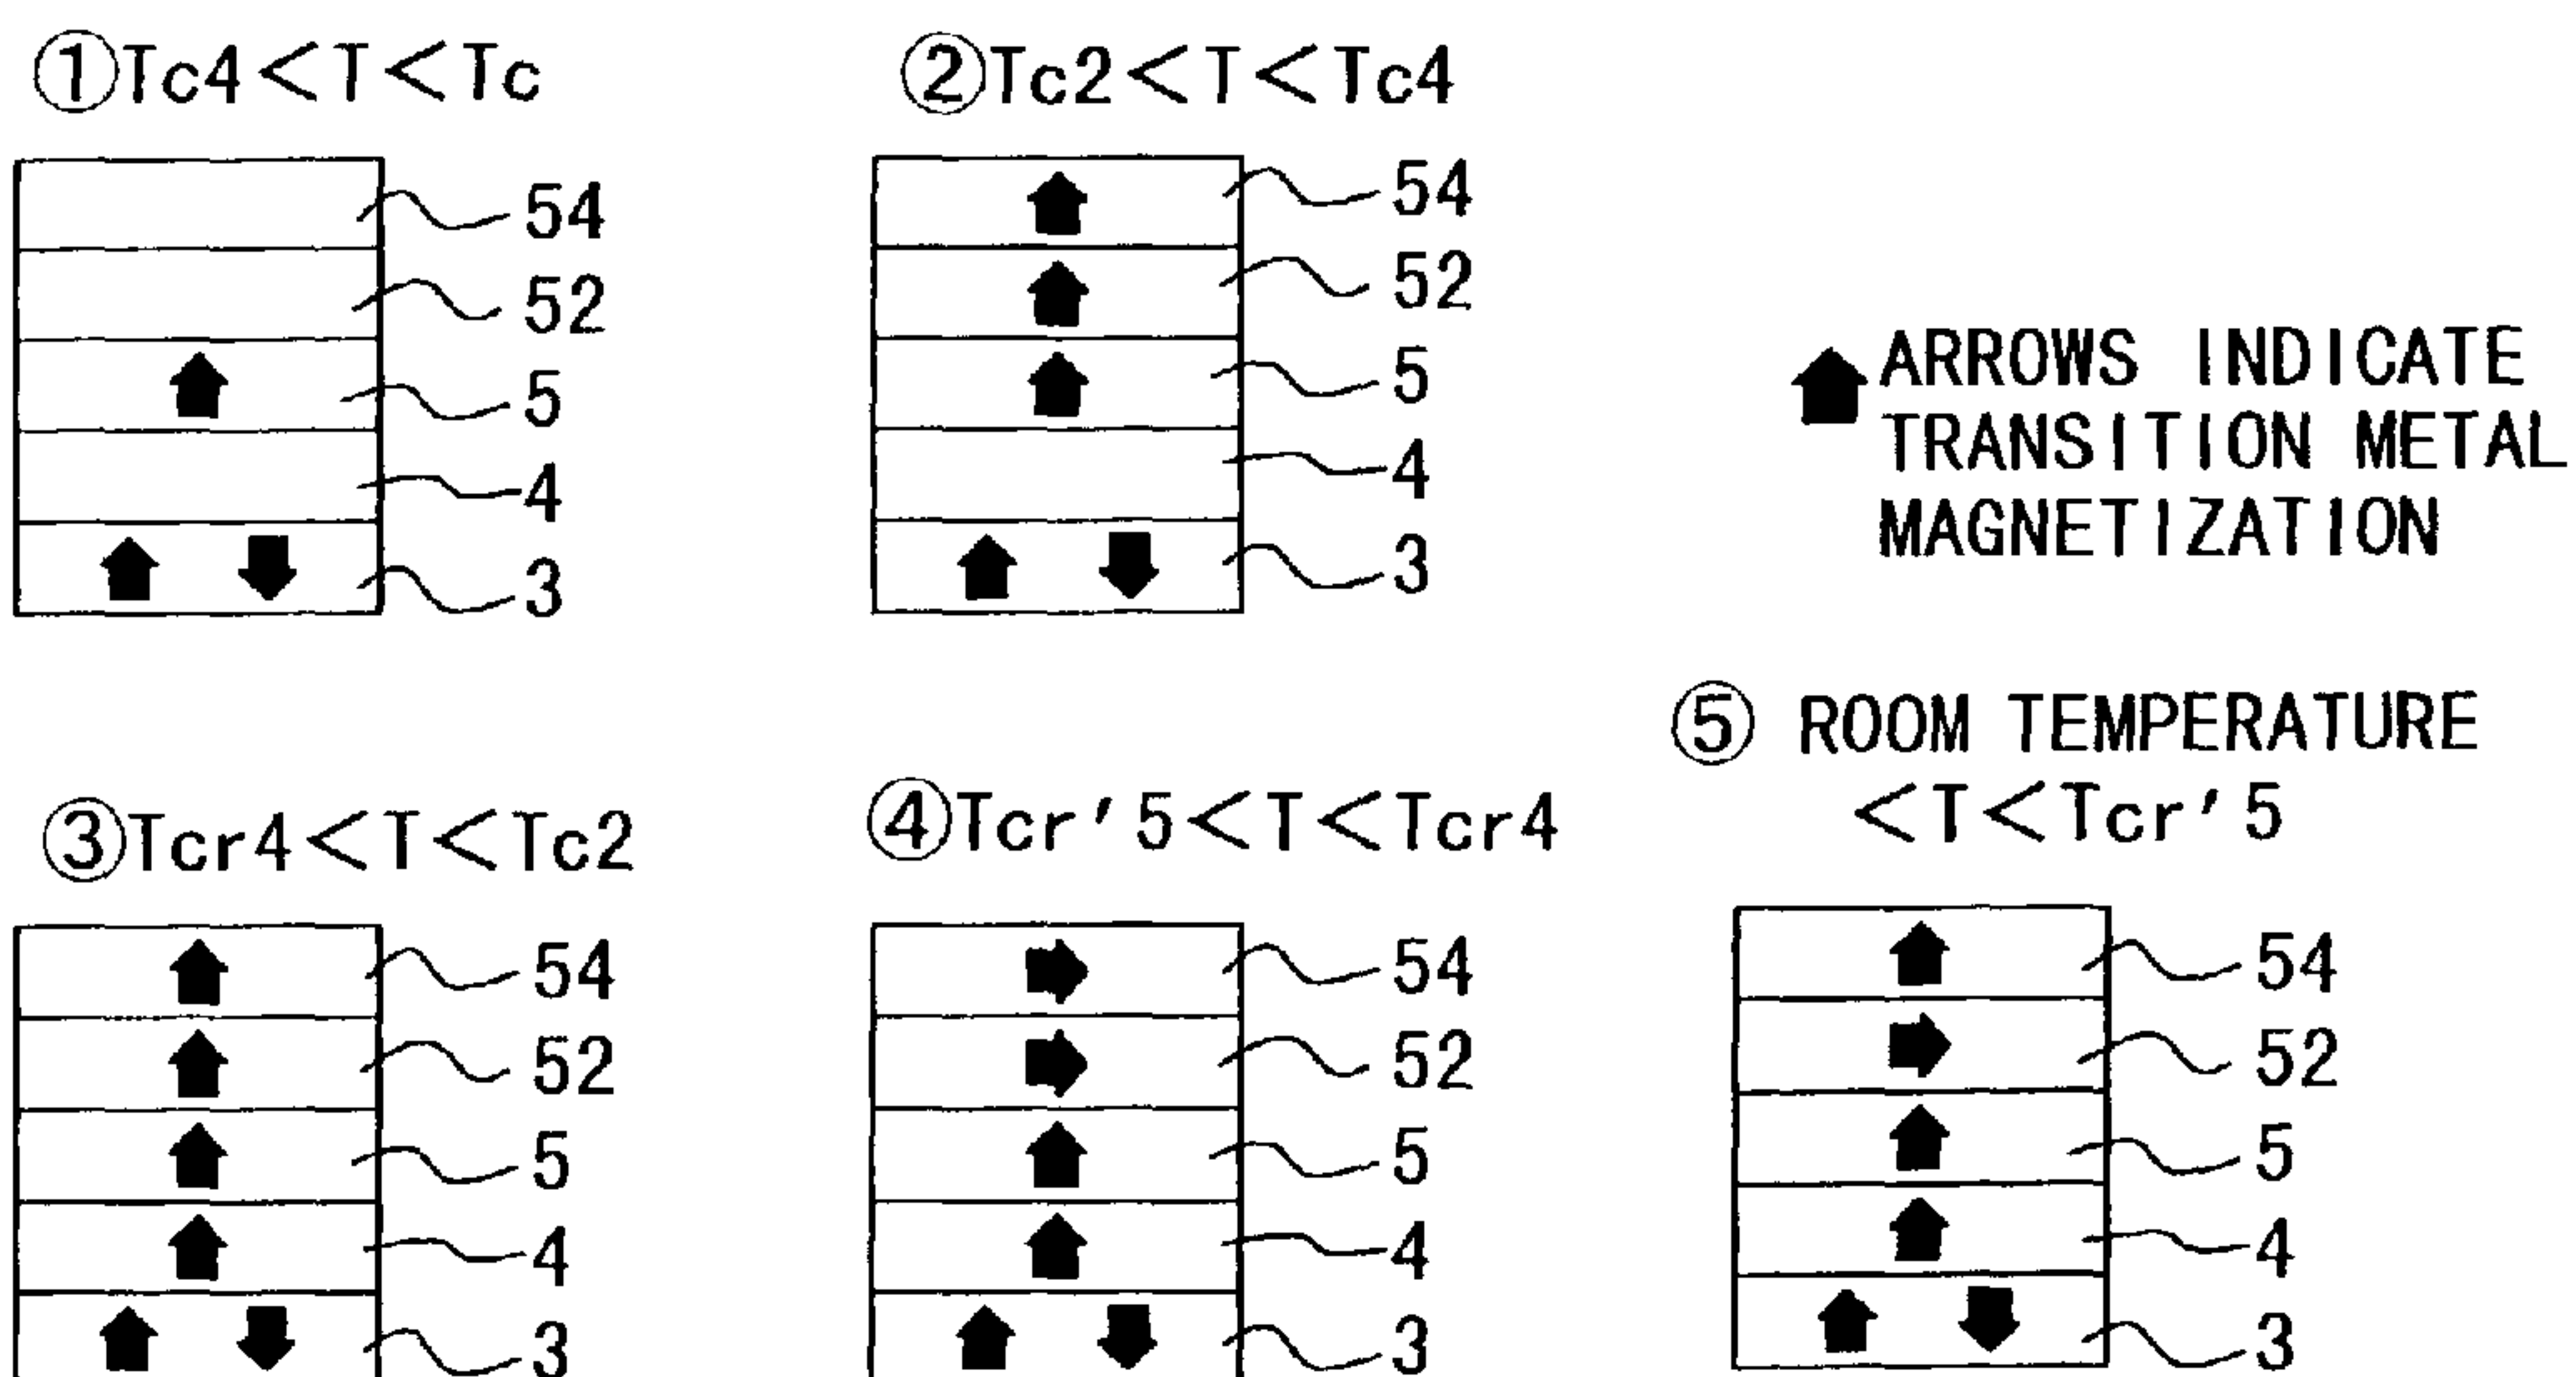 ①Tc4<T<Tc
54
52
5
4
3
②Tc2<T<Tc4
54
52
5
4
3
ARROWS INDICATE
TRANSITION METAL
MAGNETIZATION
③Tcr4<T<Tc2
54
52
5
4
3
④Tcr'5<T<Tcr4
54
52
5
4
3
⑤ ROOM TEMPERATURE
<T<Tcr'5
54
52
5
4
3